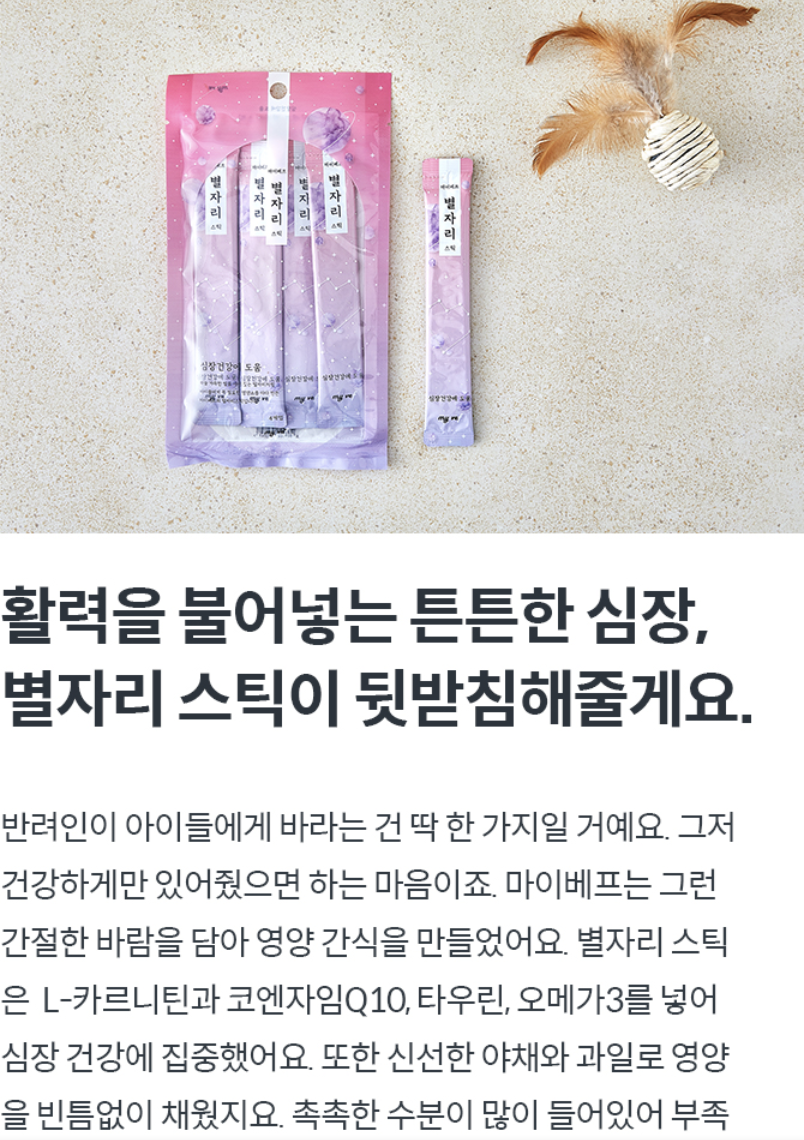 별자리
스틱
별자리
스틱
별자리
스틱
별자리
스틱
별자리
스틱
마이베프
별자리
스틱
심장건강에 도움
심장건강에 도움
활력을 불어넣는 튼튼한 심장,
별자리 스틱이 뒷받침해줄게요.
반려인이 아이들에게 바라는 건 딱 한 가지일 거예요. 그저
건강하게만 있어줬으면 하는 마음이죠. 마이베프는 그런
간절한 바람을 담아 영양 간식을 만들었어요. 별자리 스틱
은 L-카르니틴과 코엔자임Q10, 타우린, 오메가3를 넣어
심장 건강에 집중했어요. 또한 신선한 야채와 과일로 영양
을 빈틈없이 채웠지요. 촉촉한 수분이 많이 들어있어 부족